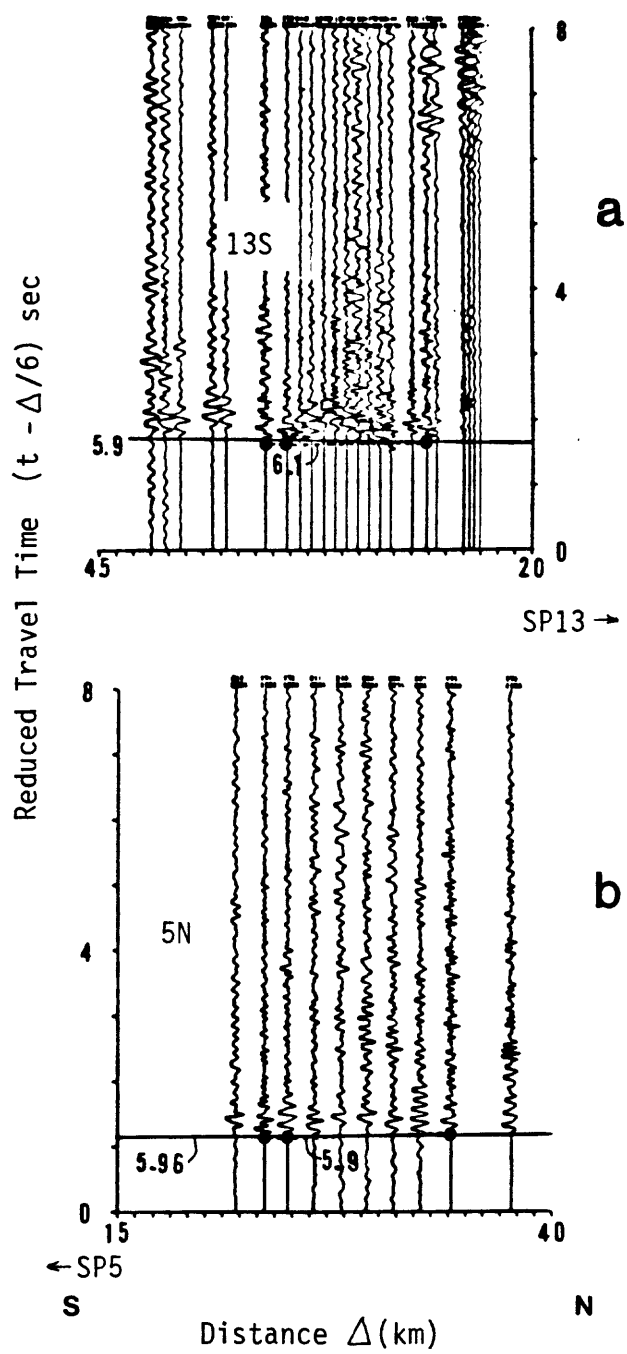 8
a
13S
4
Reduced Travel Time (t - Δ/6) sec
5.9
6.1
0
45
20
SP13 →
8
b
5N
4
5.96
5.9
0
15
40
← SP5
S
N
Distance Δ(km)